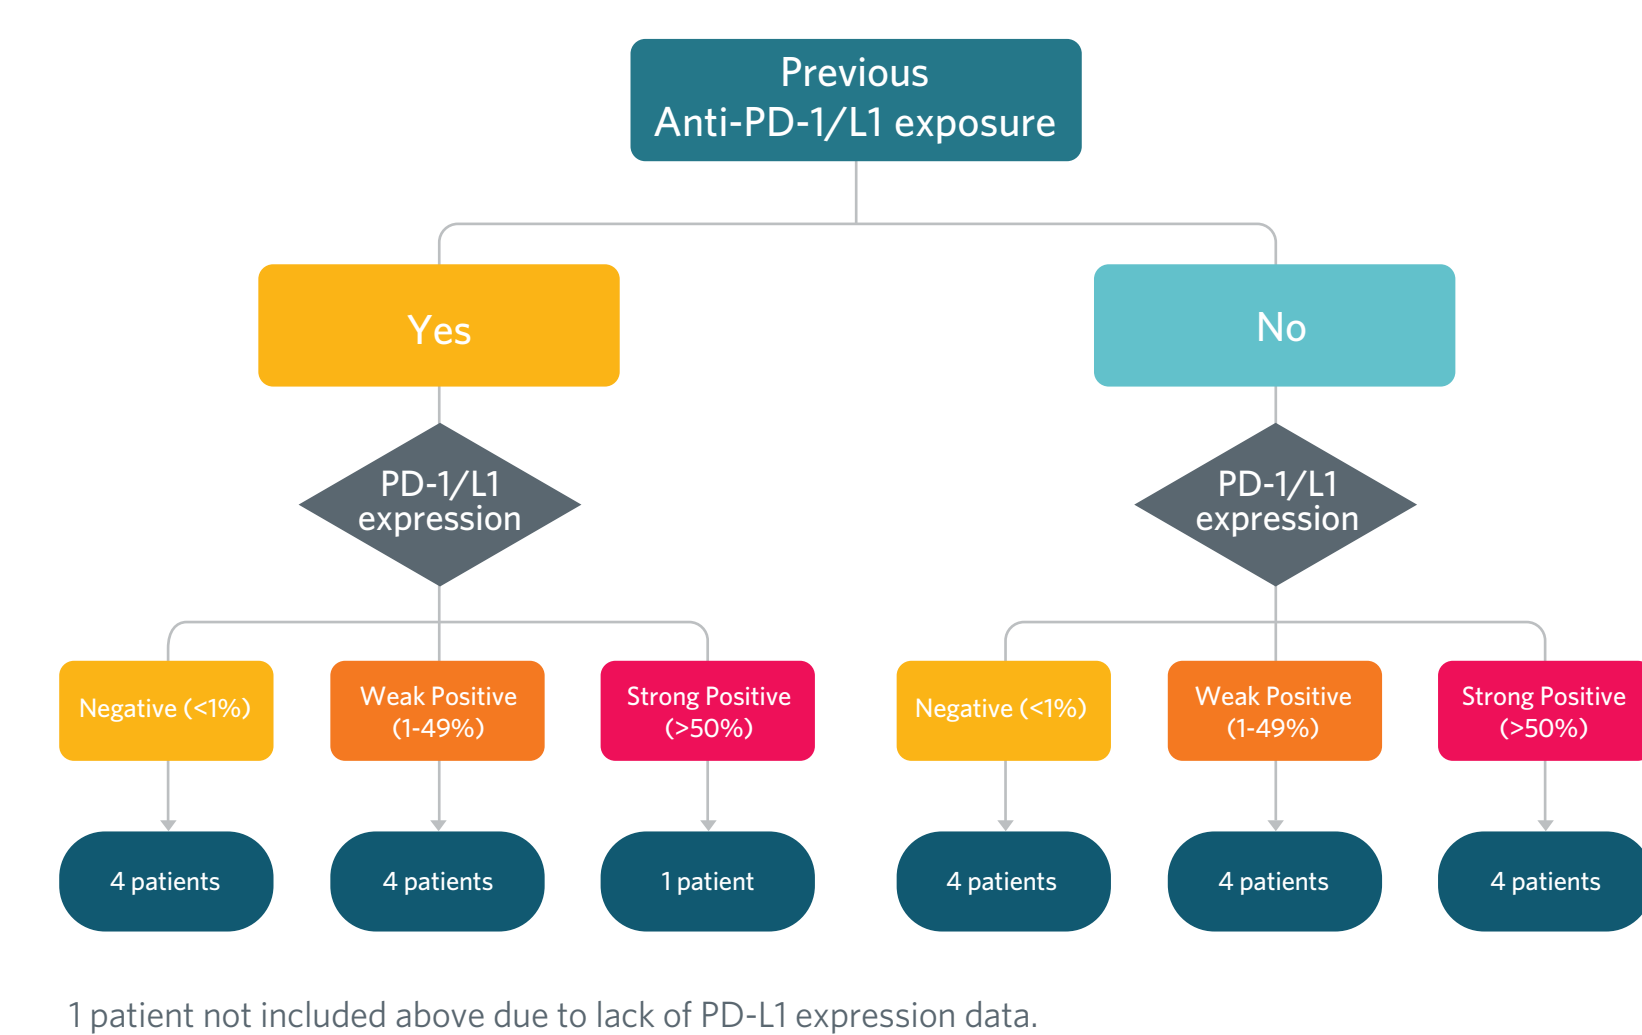 Previous
Anti-PD-1/L1 exposure
Yes
No
PD-1/L1
expression
PD-1/L1
expression
Negative (<1%)
Weak Positive
(1-49%)
Strong Positive
(>50%)
Negative (<1%)
Weak Positive
(1-49%)
Strong Positive
(>50%)
4 patients
4 patients
1 patient
4 patients
4 patients
4 patients
1 patient not included above due to lack of PD-L1 expression data.